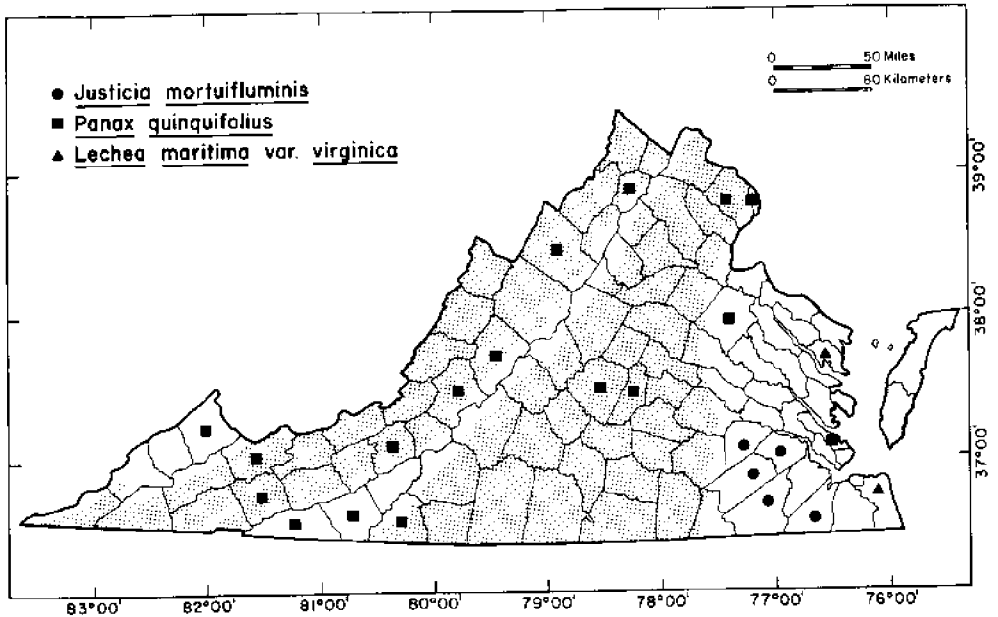 0 50 Miles
0 80 Kilometers
Justicia mortuifluminis
Panax quinquifolius
Lechea maritima var. virginica
39°00'
38°00'
37°00'
83°00' 82°00' 81°00' 80°00' 79°00' 78°00' 77°00' 76°00'